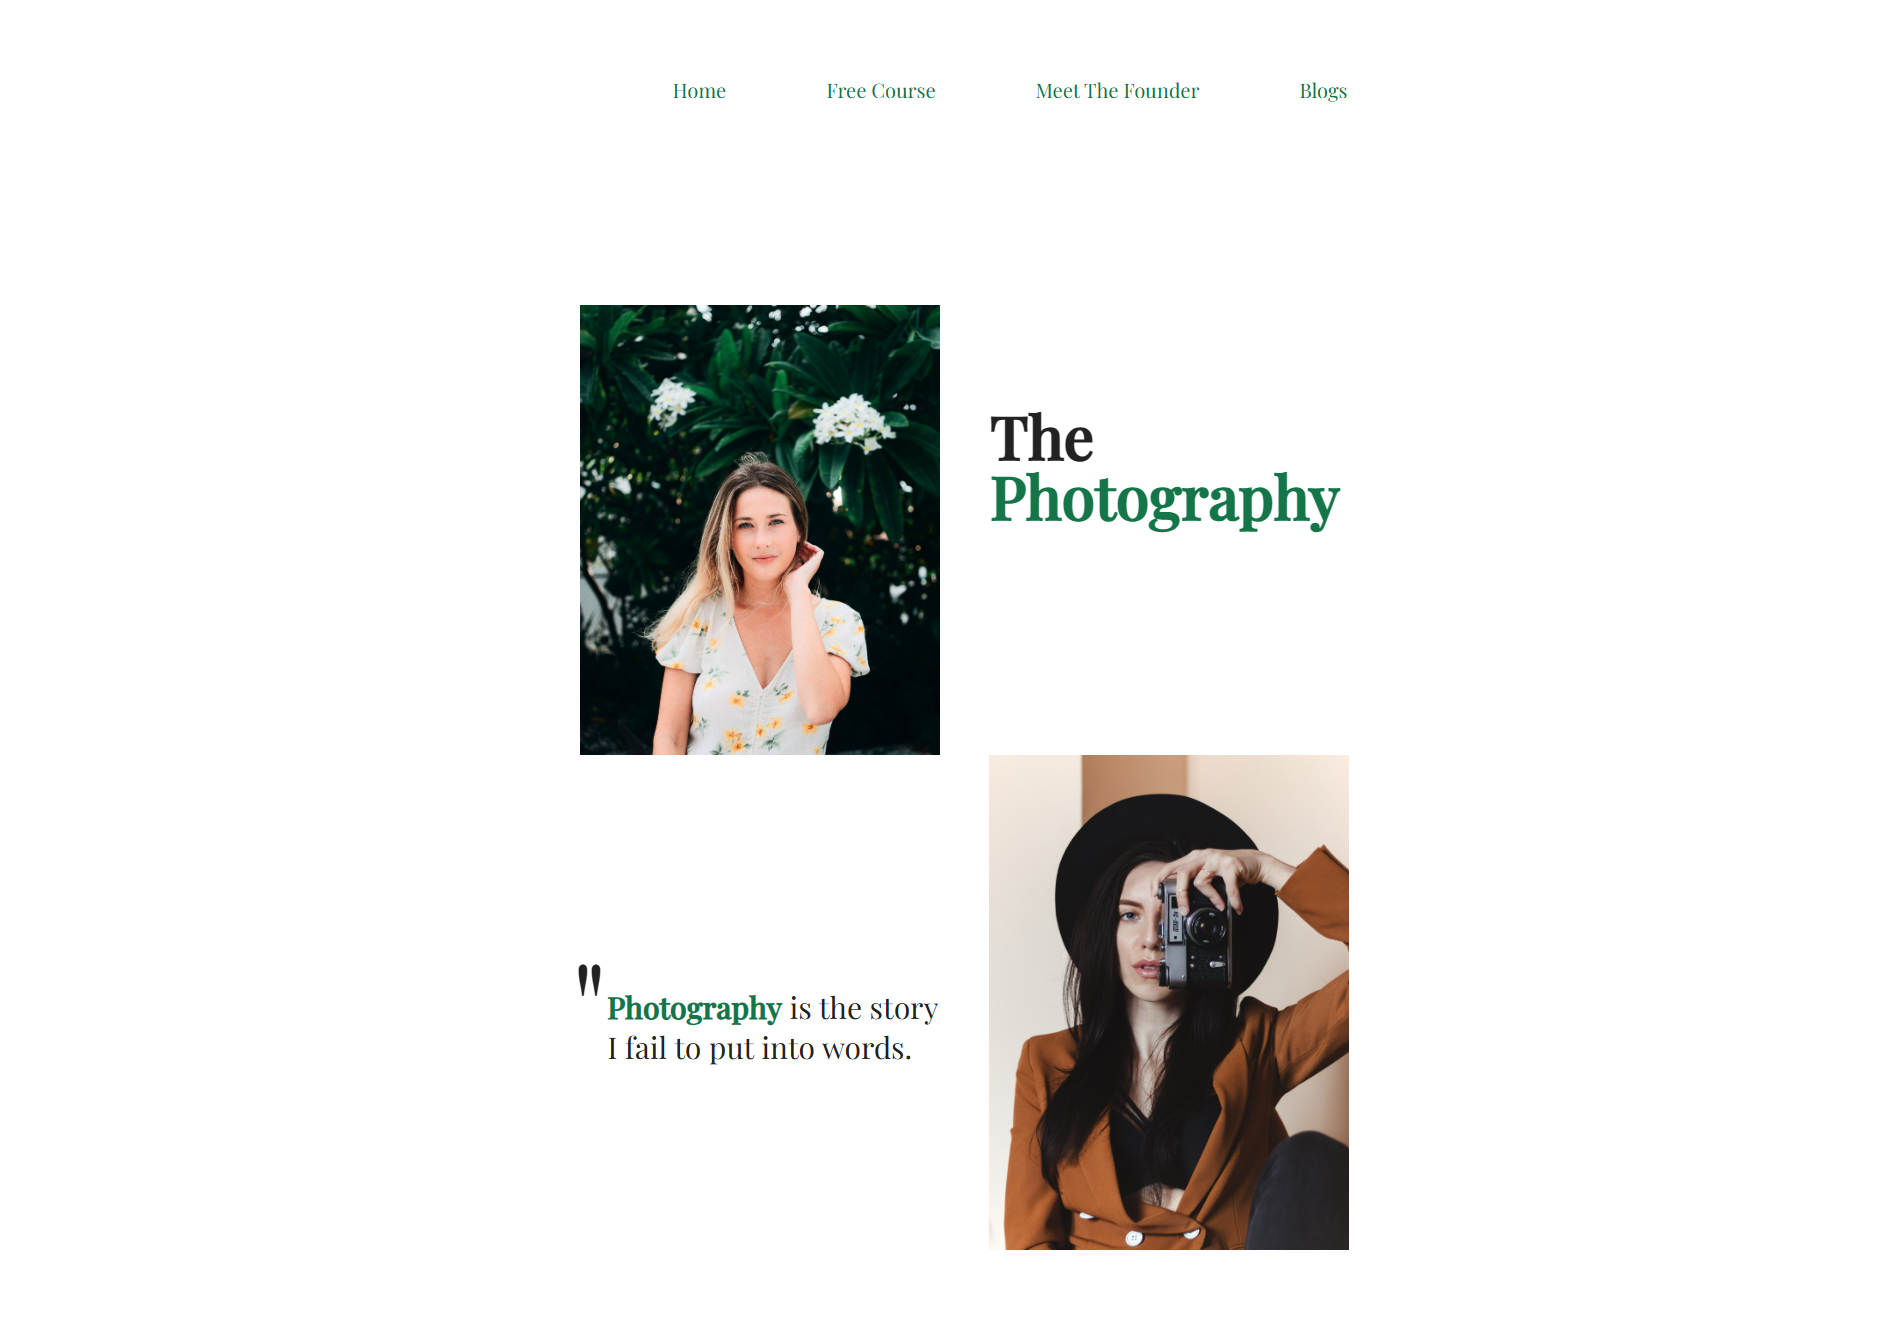 Home Free Course Meet The Founder Blogs
The
Photography
" Photography is the story
I fail to put into words.